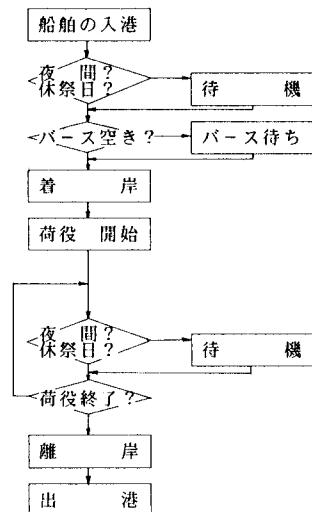 船舶の入港
夜間?
休祭日?
待機
バース空き?
バース待ち
着岸
荷役 開始
夜間?
休祭日?
待機
荷役終了?
離岸
出港